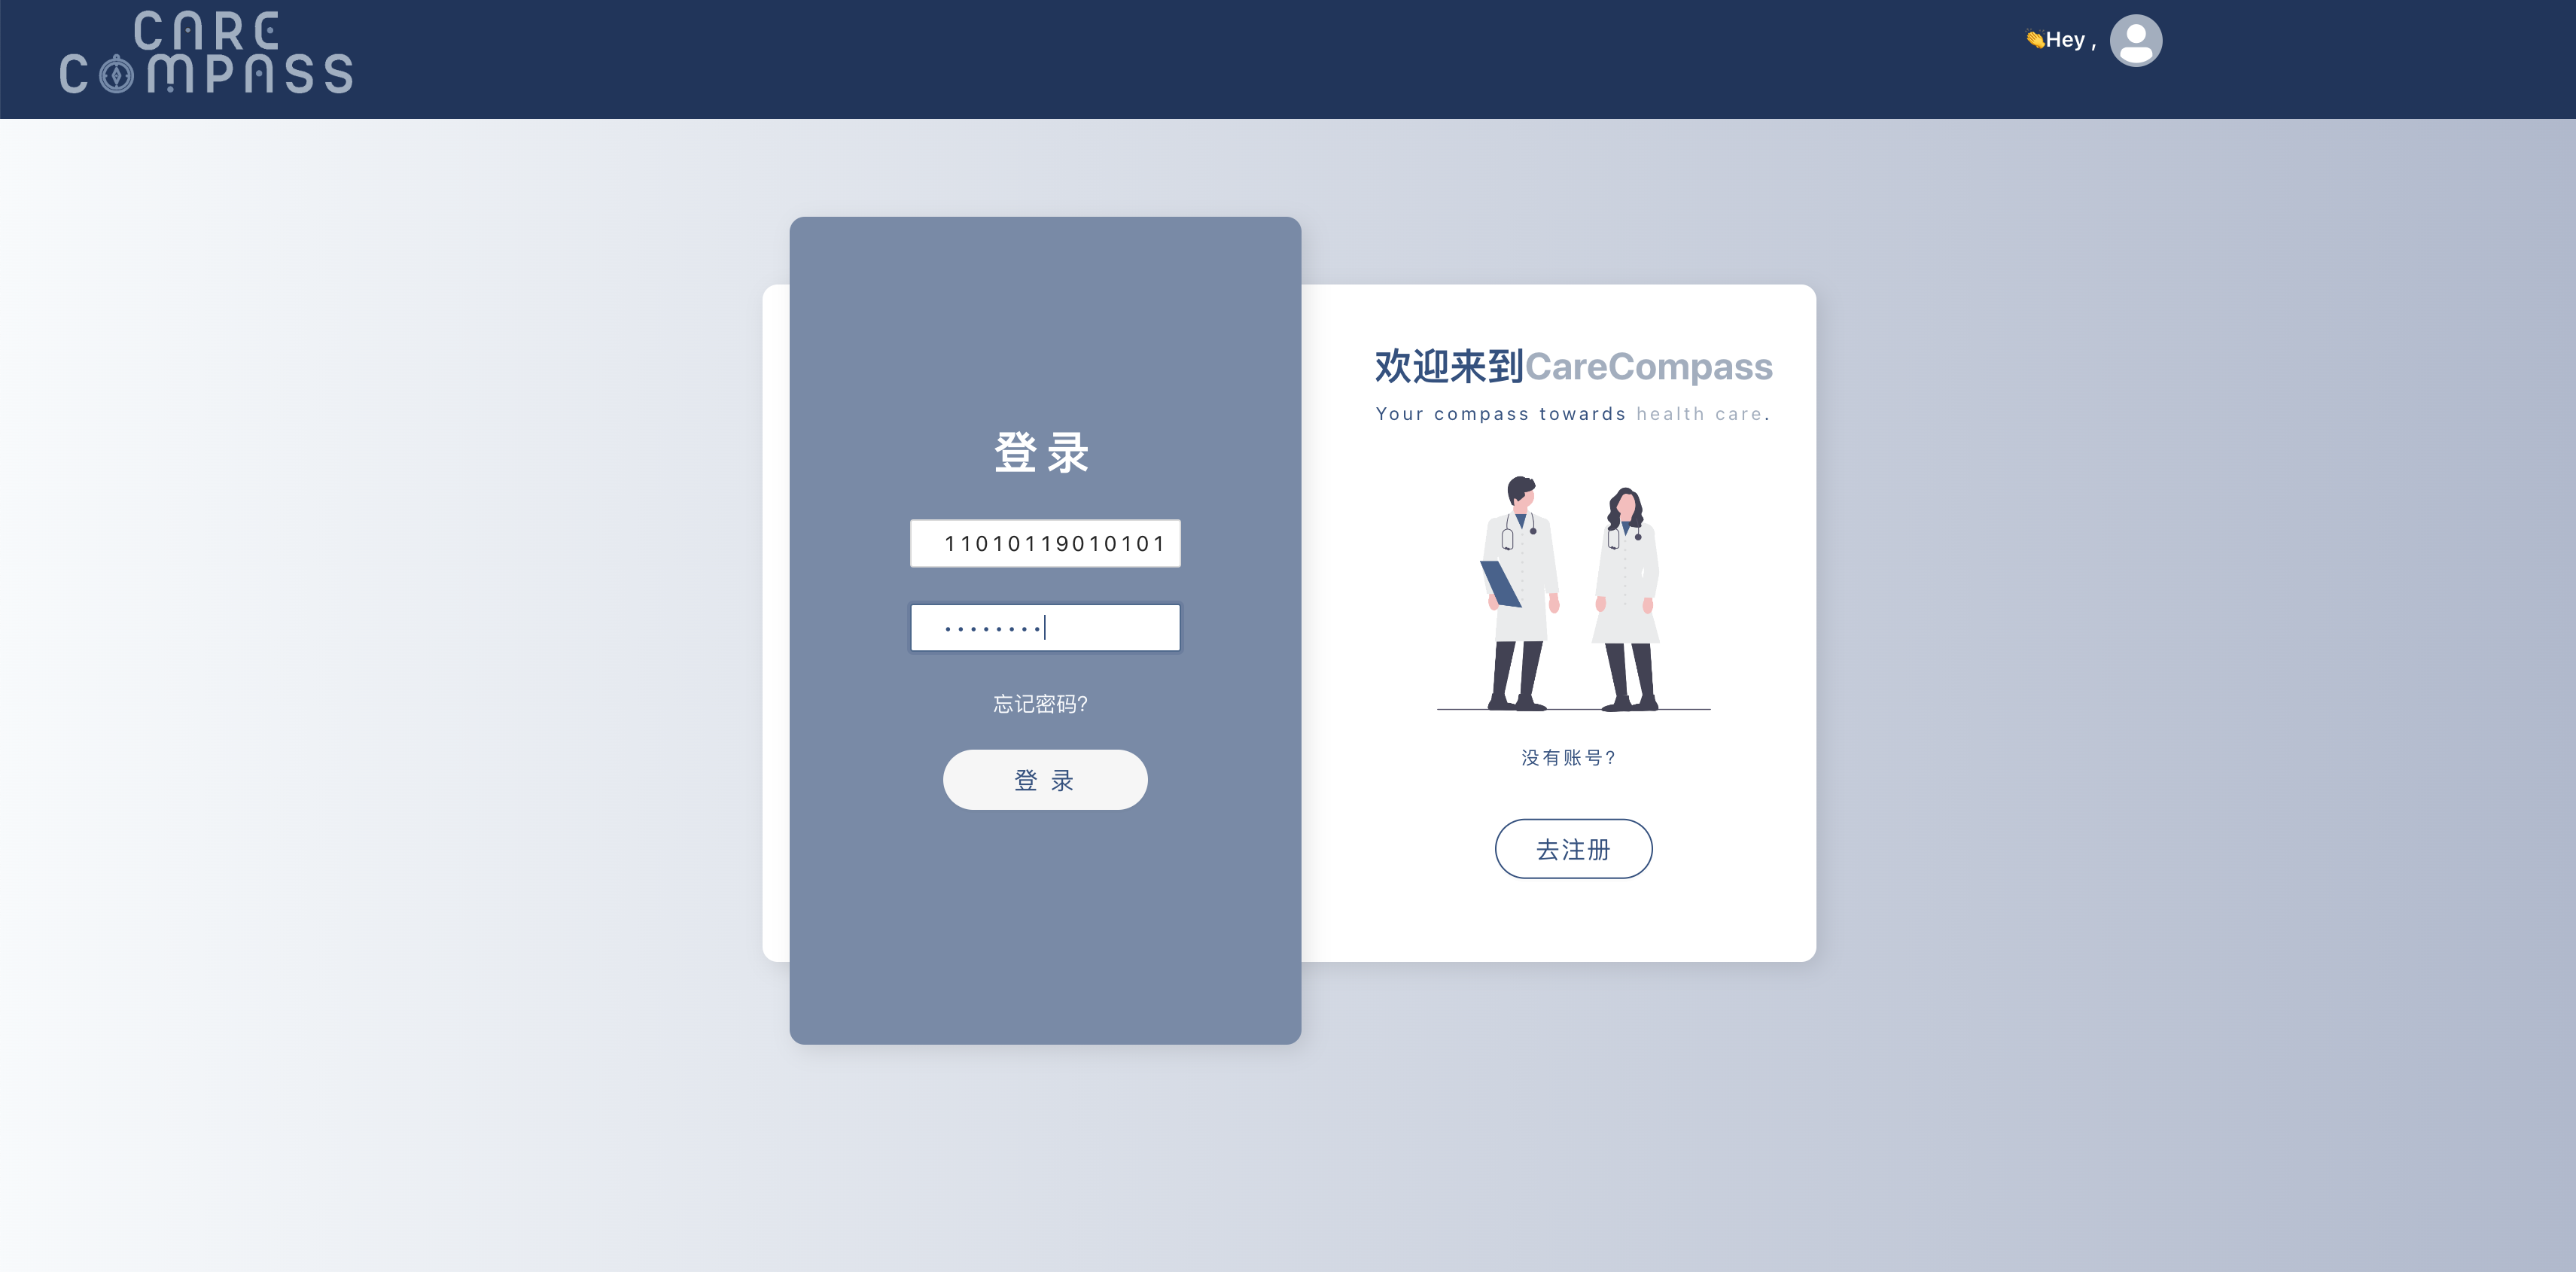 CARE
COMPASS
👏Hey ,
登录
11010119010101
••••••••
忘记密码?
登 录
欢迎来到CareCompass
Your compass towards health care.
没有账号?
去注册